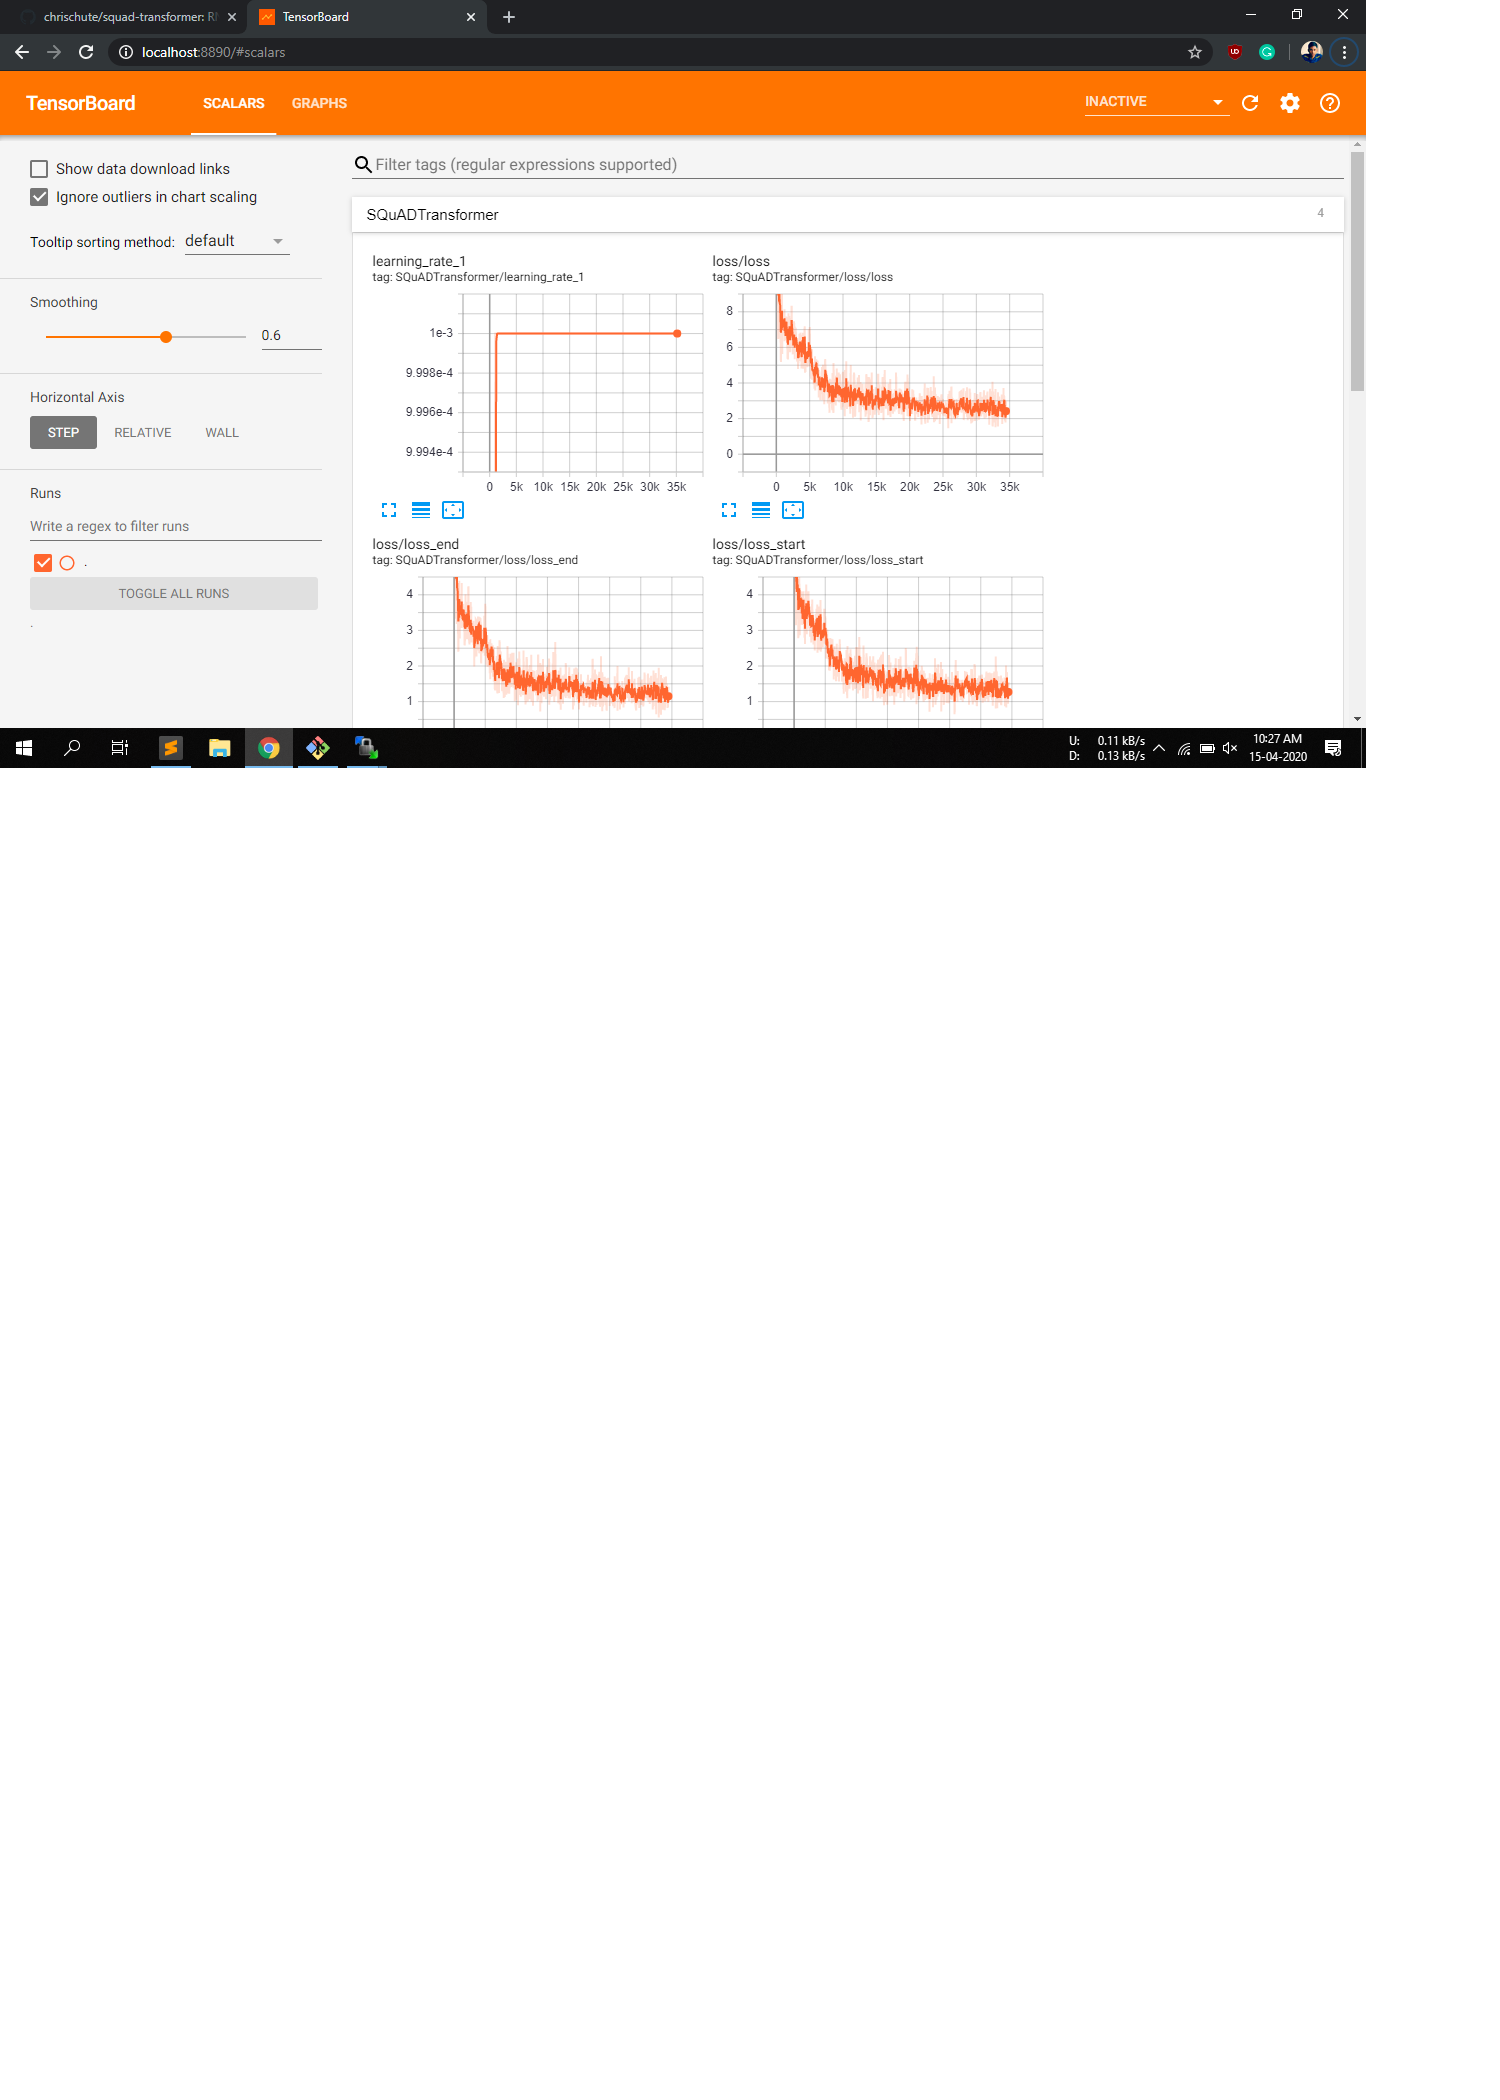 chrischute/squad-transformer: R
TensorBoard
localhost:8890/#scalars
TensorBoard
SCALARS
GRAPHS
INACTIVE
Show data download links
Ignore outliers in chart scaling
Tooltip sorting method: default
Smoothing
0.6
Horizontal Axis
STEP
RELATIVE
WALL
Runs
Write a regex to filter runs
.
TOGGLE ALL RUNS
.
Filter tags (regular expressions supported)
SQuADTransformer
4
learning_rate_1
tag: SQuADTransformer/learning_rate_1
1e-3
9.998e-4
9.996e-4
9.994e-4
0 5k 10k 15k 20k 25k 30k 35k
loss/loss
tag: SQuADTransformer/loss/loss
8
6
4
2
0
0 5k 10k 15k 20k 25k 30k 35k
loss/loss_end
tag: SQuADTransformer/loss/loss_end
4
3
2
1
loss/loss_start
tag: SQuADTransformer/loss/loss_start
4
3
2
1
U: 0.11 kB/s
D: 0.13 kB/s
10:27 AM
15-04-2020